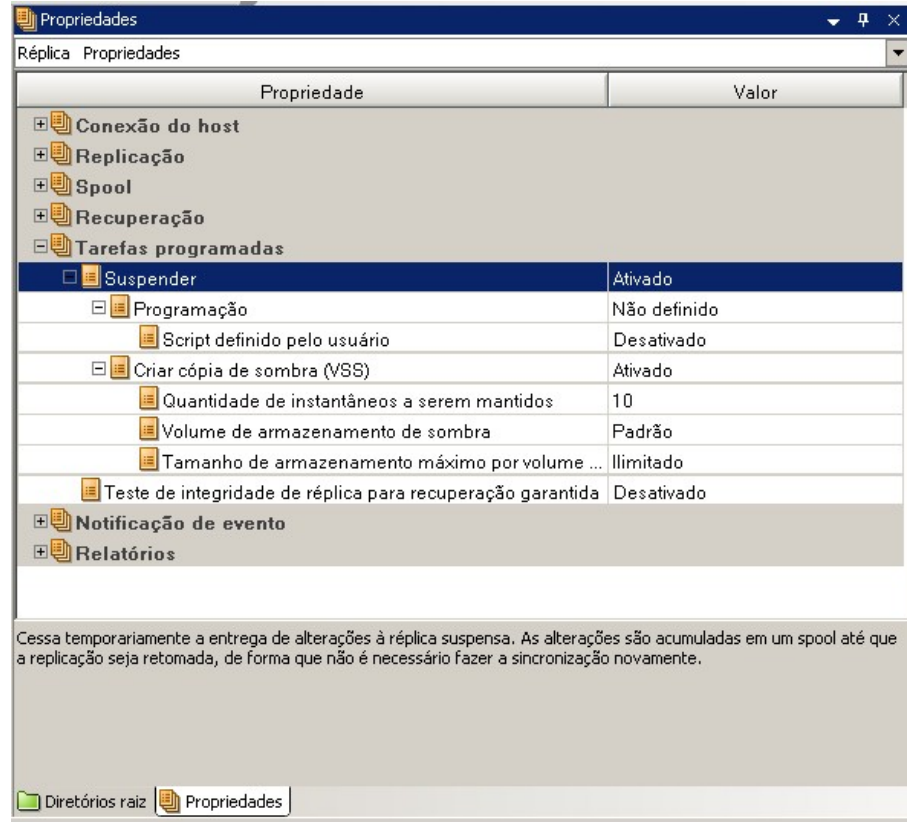 Propriedades
Réplica Propriedades
Propriedade Valor
Conexão do host
Replicação
Spool
Recuperação
Tarefas programadas
Suspender Ativado
Programação Não definido
Script definido pelo usuário Desativado
Criar cópia de sombra (VSS) Ativado
Quantidade de instantâneos a serem mantidos 10
Volume de armazenamento de sombra Padrão
Tamanho de armazenamento máximo por volume ... Ilimitado
Teste de integridade de réplica para recuperação garantida Desativado
Notificação de evento
Relatórios
Cessa temporariamente a entrega de alterações à réplica suspensa. As alterações são acumuladas em um spool até que
a replicação seja retomada, de forma que não é necessário fazer a sincronização novamente.
Diretórios raiz Propriedades